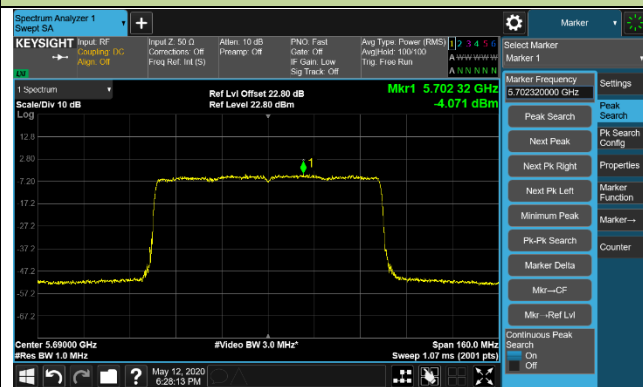 Spectrum Analyzer 1
Swept SA
+
Marker
KEYSIGHT
Input: RF
Coupling: DC
Align: Off
Input Z: 50 Ω
Corrections: Off
Freq Ref: Int (S)
Atten: 10 dB
Preamp: Off
PNO: Fast
Gate: Off
IF Gain: Low
Sig Track: Off
Avg Type: Power (RMS)
Avg|Hold: 100/100
Trig: Free Run
1 2 3 4 5 6
A W W W W W
A N N N N N
LXI
Select Marker
Marker 1
1 Spectrum
Scale/Div 10 dB
Log
Ref Lvl Offset 22.80 dB
Ref Level 22.80 dBm
Mkr1 5.702 32 GHz
-4.071 dBm
12.8
2.80
-7.20
-17.2
-27.2
-37.2
-47.2
-57.2
-67.2
1
Center 5.69000 GHz
#Res BW 1.0 MHz
#Video BW 3.0 MHz*
Span 160.0 MHz
Sweep 1.07 ms (2001 pts)
Marker Frequency
5.702320000 GHz
Peak Search
Next Peak
Next Pk Right
Next Pk Left
Minimum Peak
Pk-Pk Search
Marker Delta
Mkr→CF
Mkr→Ref Lvl
Continuous Peak
Search
On
Off
Settings
Peak
Search
Pk Search
Config
Properties
Marker
Function
Marker→
Counter
?
May 12, 2020
6:28:13 PM